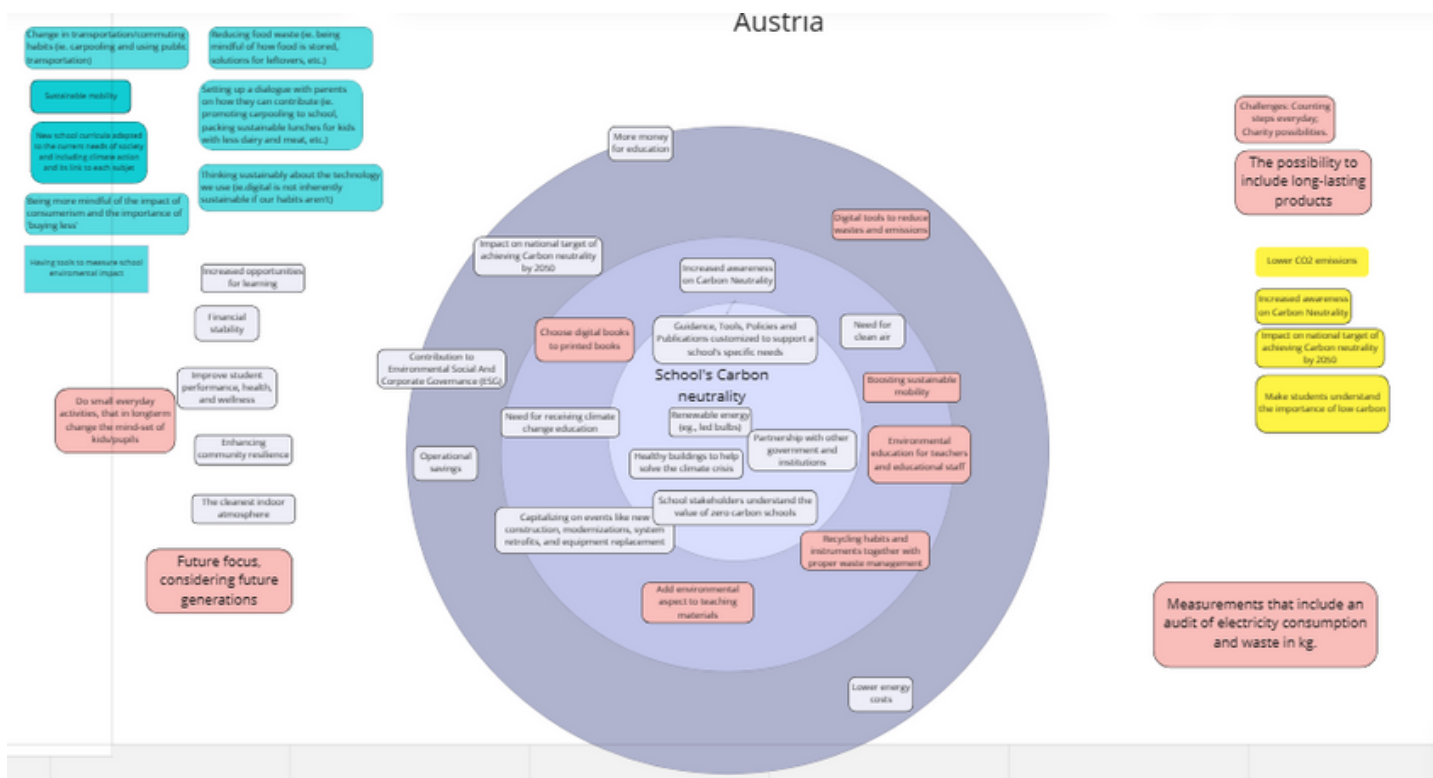 Austria
Change in transportation/commuting
habits (ie. carpooling and using public
transportation)
Sustainable mobility
New school curricula adapted
to the current needs of society
and including climate action
and its link to each subjet
Being more mindful of the impact of
consumerism and the importance of
'buying less'
Having tools to measure school
enviromental impact
Reducing food waste (ie. being
mindful of how food is stored,
solutions for leftovers, etc.)
Setting up a dialogue with parents
on how they can contribute (ie.
promoting carpooling to school,
packing sustainable lunches for kids
with less dairy and meat, etc.)
Thinking sustainably about the technology
we use (ie.digital is not inherently
sustainable if our habits aren't)
Increased opportunities
for learning
Financial
stability
Improve student
performance, health,
and wellness
Do small everyday
activities, that in longterm
change the mind-set of
kids/pupils
Enhancing
community resilience
The cleanest indoor
atmosphere
Future focus,
considering future
generations
More money
for education
Digital tools to reduce
wastes and emissions
Impact on national target of
achieving Carbon neutrality
by 2050
Increased awareness
on Carbon Neutrality
Choose digital books
to printed books
Guidance, Tools, Policies and
Publications customized to support a
school's specific needs
Need for
clean air
Contribution to
Environmental Social And
Corporate Governance (ESG)
School's Carbon
neutrality
Boosting sustainable
mobility
Need for receiving climate
change education
Renewable energy
(eg., led bulbs)
Partnership with other
government and
institutions
Environmental
education for teachers
and educational staff
Operational
savings
Healthy buildings to help
solve the climate crisis
School stakeholders understand the
value of zero carbon schools
Capitalizing on events like new
construction, modernizations, system
retrofits, and equipment replacement
Recycling habits and
instruments together with
proper waste management
Add environmental
aspect to teaching
materials
Lower energy
costs
Challenges: Counting
steps everyday;
Charity possibilities.
The possibility to
include long-lasting
products
Lower CO2 emissions
Increased awareness
on Carbon Neutrality
Impact on national target of
achieving Carbon neutrality
by 2050
Make students understand
the importance of low carbon
Measurements that include an
audit of electricity consumption
and waste in kg.